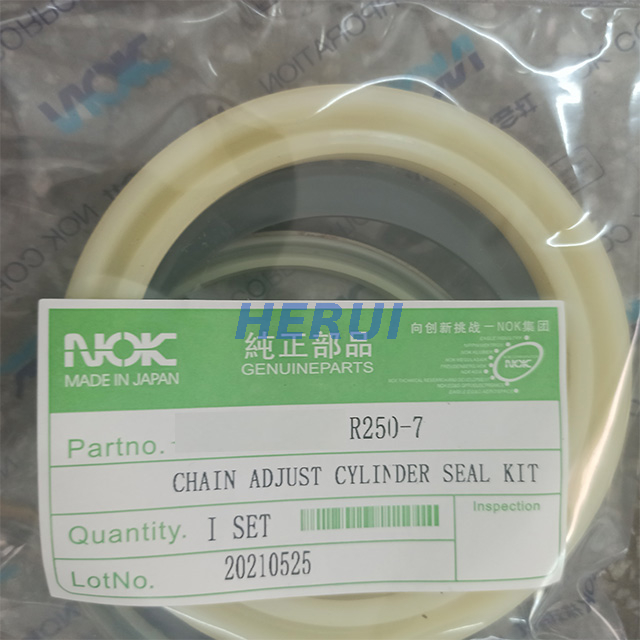 NOK
HERUI
NOK
MADE IN JAPAN
純正部品
GENUINEPARTS
向创新挑战－NOK集团
NOK
Partno. R250-7
CHAIN ADJUST CYLINDER SEAL KIT
Quantity. I SET
Inspection
LotNo. 20210525